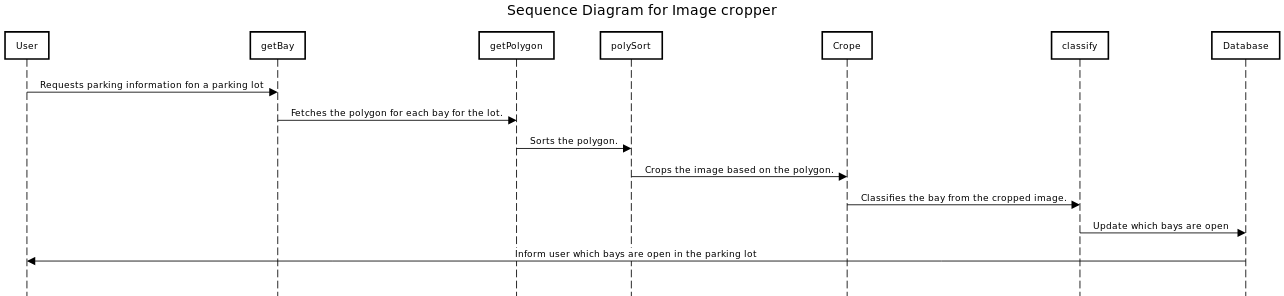 Sequence Diagram for Image cropper
User
getBay
getPolygon
polySort
Crope
classify
Database
Requests parking information fon a parking lot
Fetches the polygon for each bay for the lot.
Sorts the polygon.
Crops the image based on the polygon.
Classifies the bay from the cropped image.
Update which bays are open
Inform user which bays are open in the parking lot